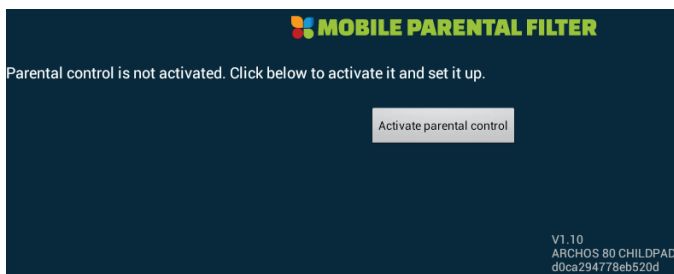 MOBILE PARENTAL FILTER
Parental control is not activated. Click below to activate it and set it up.
Activate parental control
V1.10
ARCHOS 80 CHILDPAD
d0ca294778eb520d